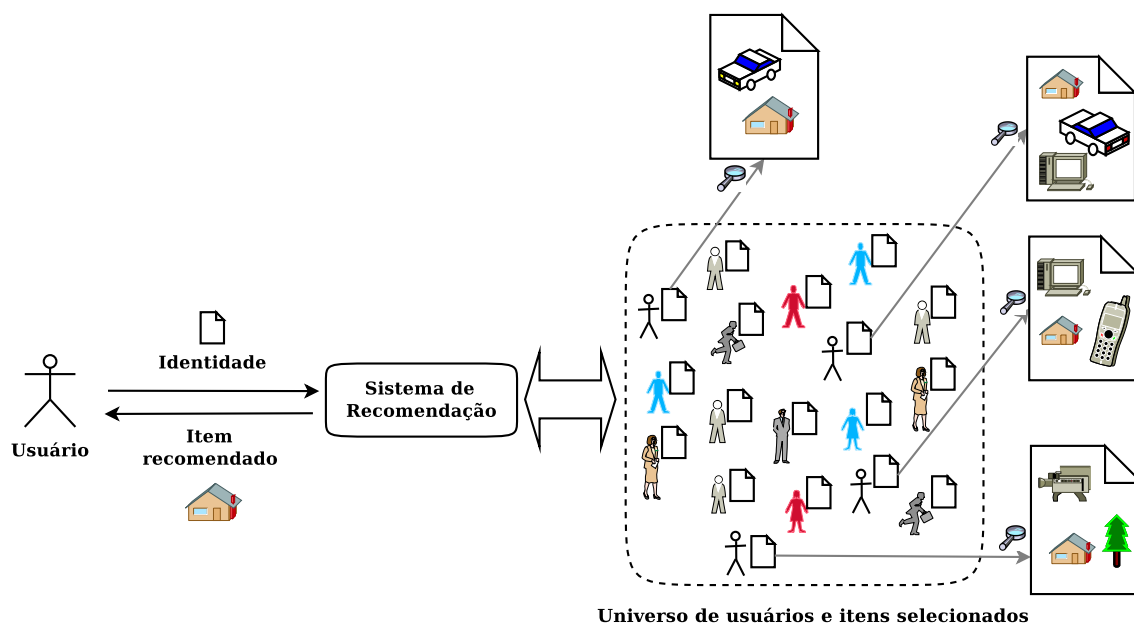 Identidade
Usuário
Sistema de
Recomendação
Item
recomendado
Universo de usuários e itens selecionados